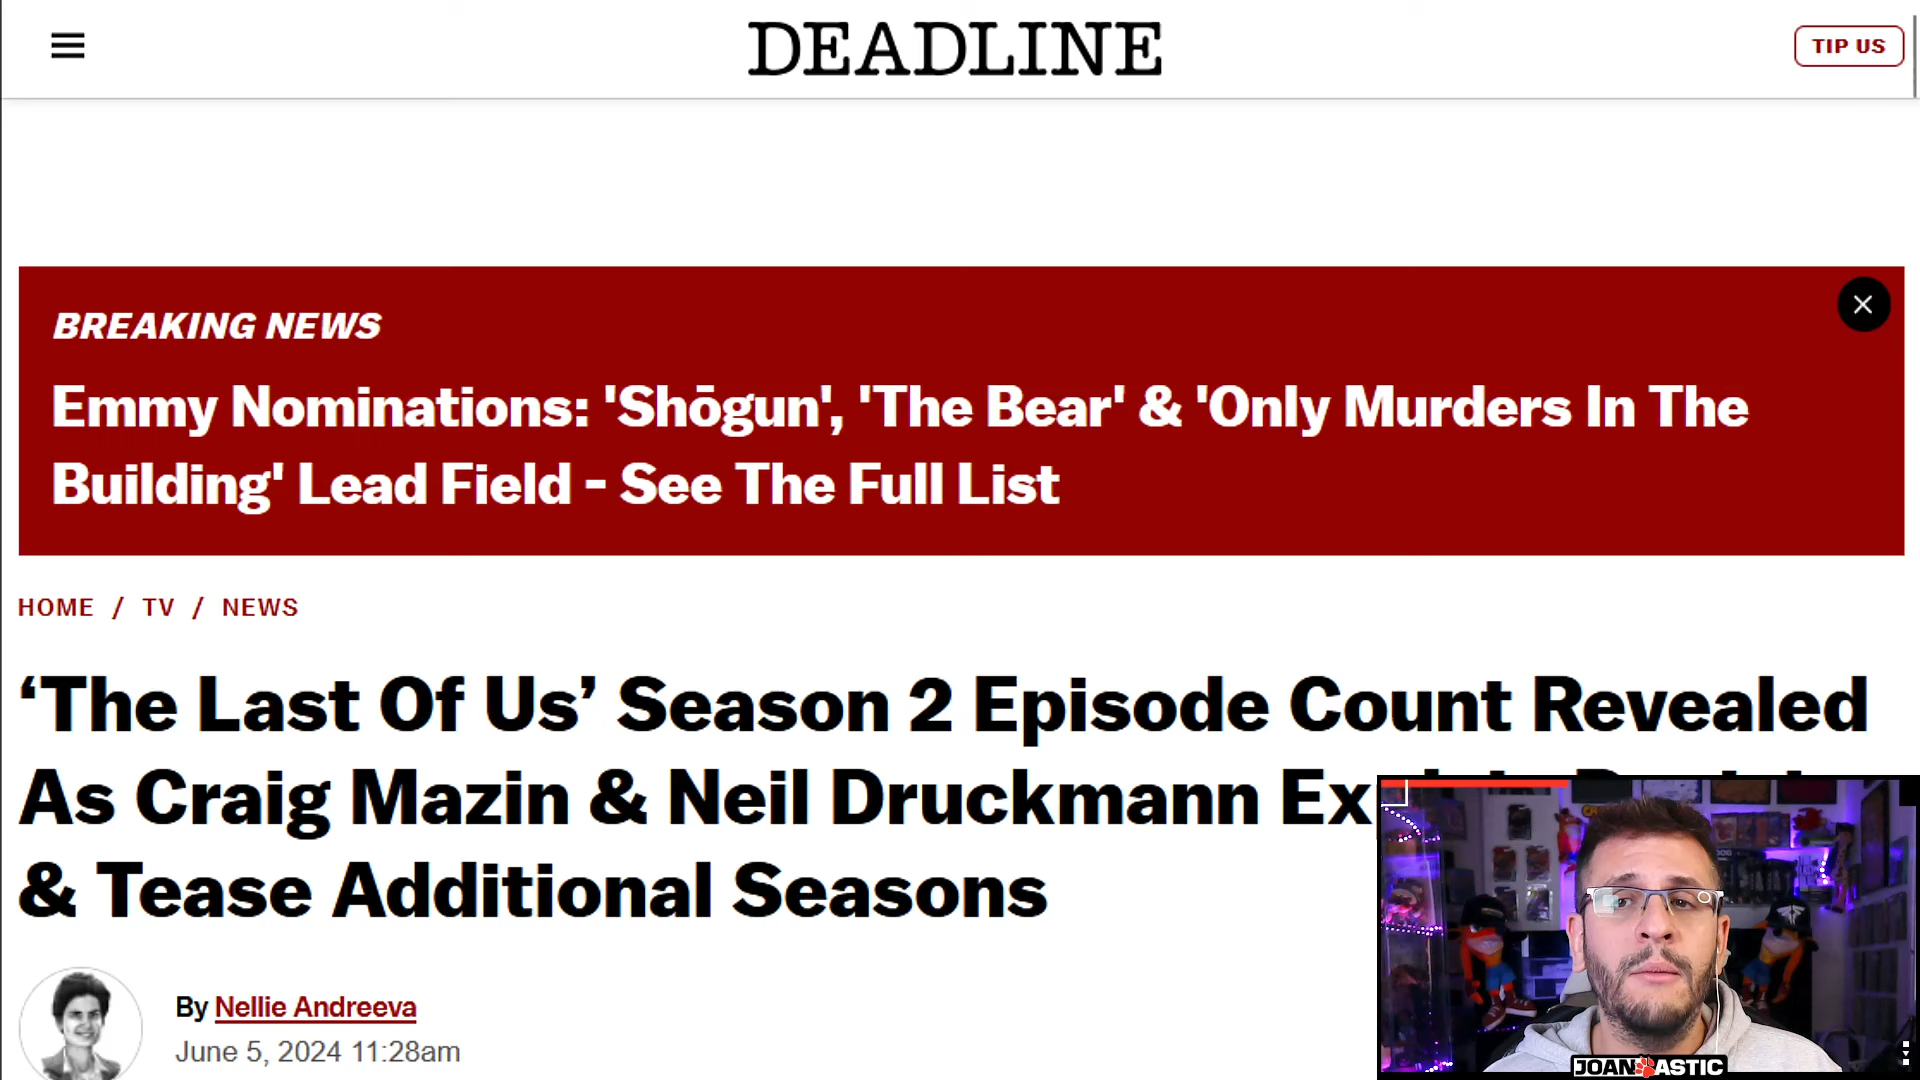 DEADLINE
TIP US
BREAKING NEWS
Emmy Nominations: 'Shōgun', 'The Bear' & 'Only Murders In The
Building' Lead Field - See The Full List
HOME / TV / NEWS
‘The Last Of Us’ Season 2 Episode Count Revealed
As Craig Mazin & Neil Druckmann
& Tease Additional Seasons
By Nellie Andreeva
June 5, 2024 11:28am
JOANTASTIC